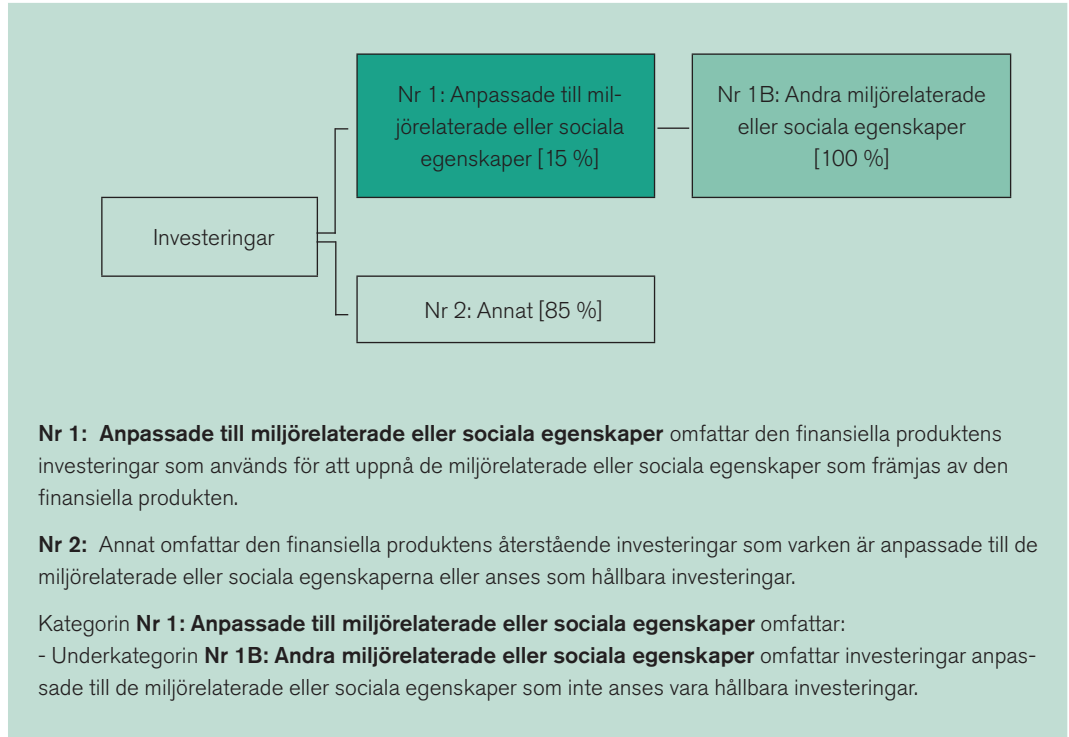 Nr 1: Anpassade till mil-
jörelaterade eller sociala
egenskaper [15 %]
Nr 1B: Andra miljörelaterade
eller sociala egenskaper
[100 %]
Investeringar
Nr 2: Annat [85 %]
Nr 1: Anpassade till miljörelaterade eller sociala egenskaper omfattar den finansiella produktens
investeringar som används för att uppnå de miljörelaterade eller sociala egenskaper som främjas av den
finansiella produkten.
Nr 2: Annat omfattar den finansiella produktens återstående investeringar som varken är anpassade till de
miljörelaterade eller sociala egenskaperna eller anses som hållbara investeringar.
Kategorin Nr 1: Anpassade till miljörelaterade eller sociala egenskaper omfattar:
- Underkategorin Nr 1B: Andra miljörelaterade eller sociala egenskaper omfattar investeringar anpas-
sade till de miljörelaterade eller sociala egenskaper som inte anses vara hållbara investeringar.